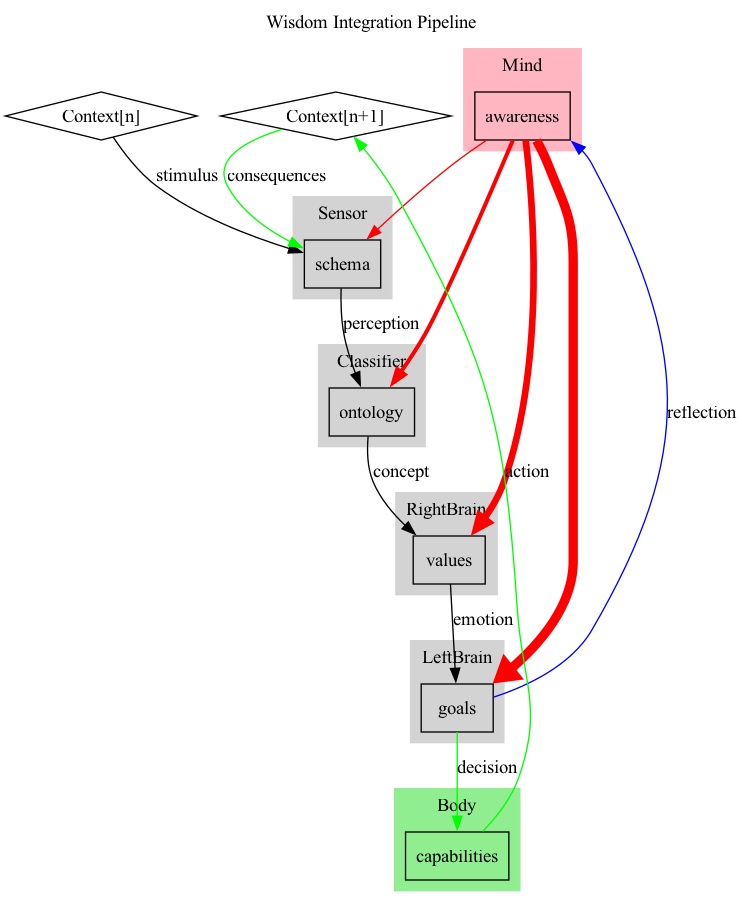 Wisdom Integration Pipeline
Mind
Context[n]
Context[n+1]
awareness
stimulus
consequences
Sensor
schema
perception
Classifier
ontology
reflection
concept
action
RightBrain
values
emotion
LeftBrain
goals
decision
Body
capabilities